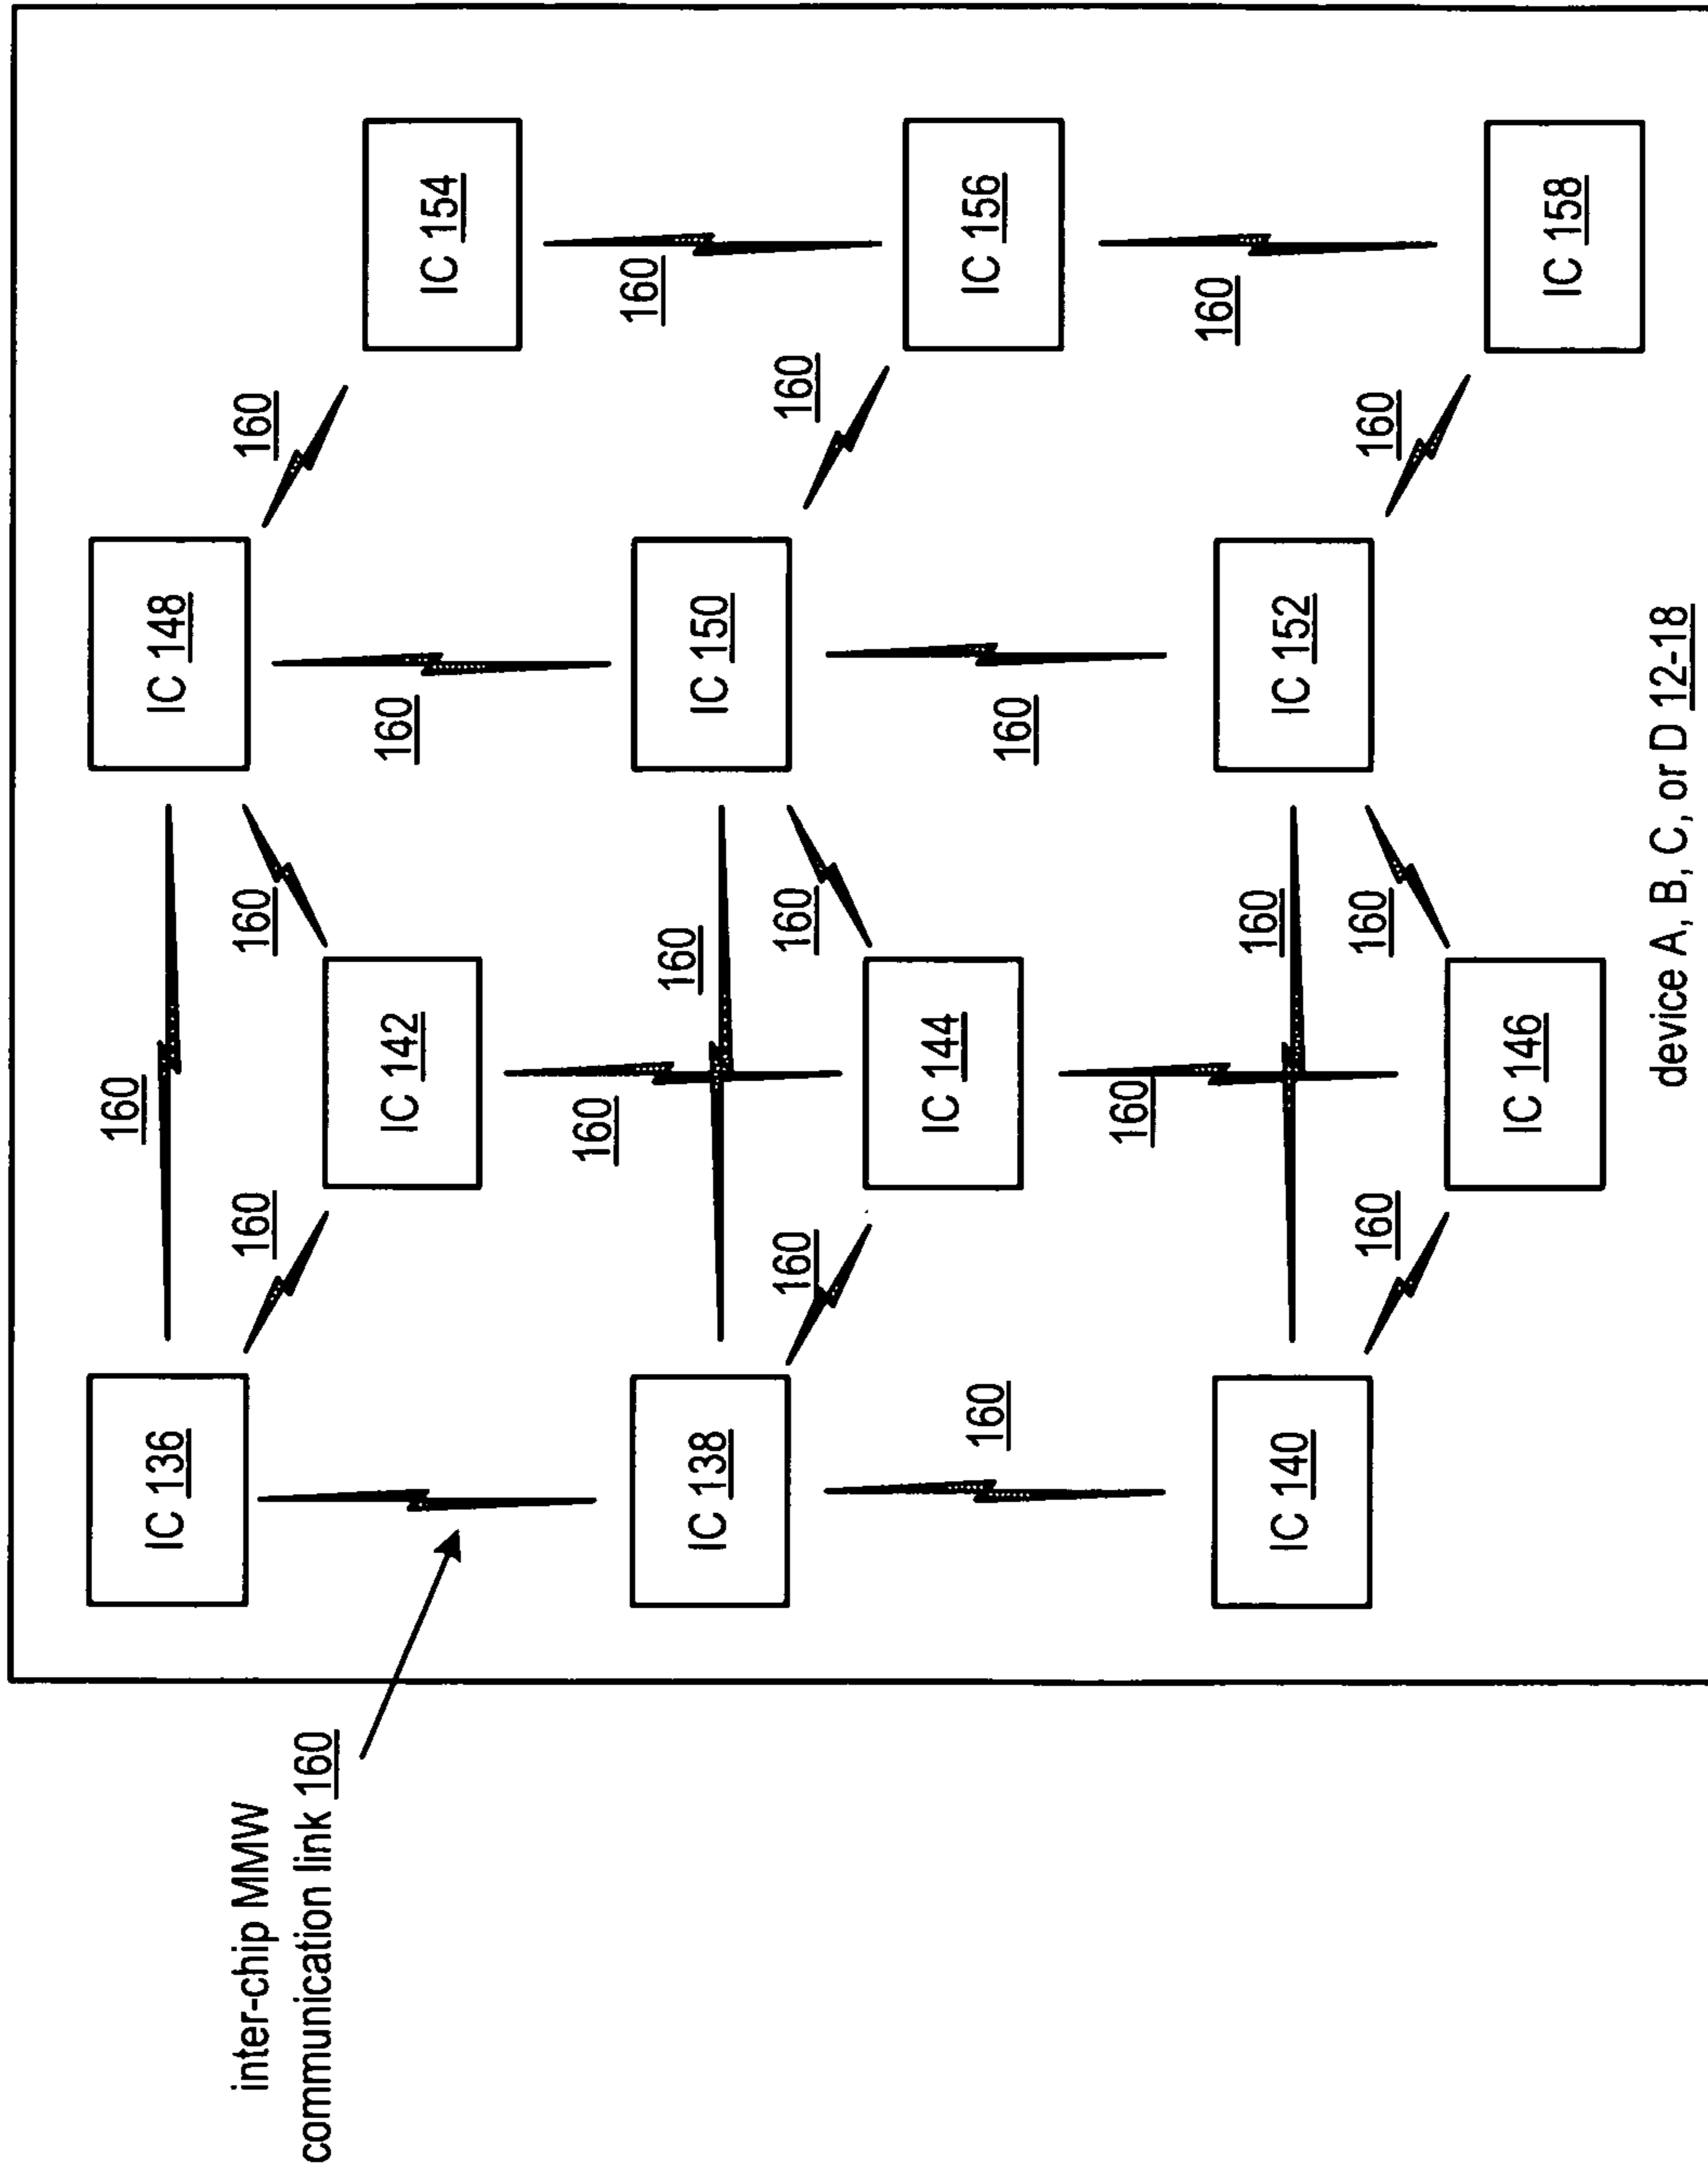 160
IC 136
IC 148
inter-chip MMW
communication link 160
160
160
160
160
IC 142
IC 154
160
160
160
IC 138
IC 150
160
160
160
IC 144
IC 156
160
160
160
160
160
IC 140
IC 152
160
160
160
IC 146
IC 158
device A, B, C, or D 12-18